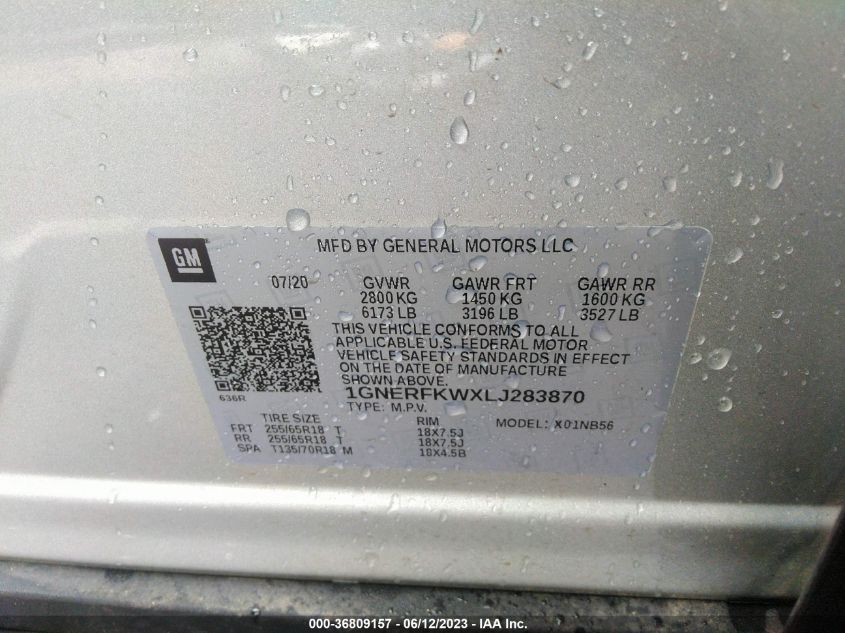 GM
MFD BY GENERAL MOTORS LLC
07/20 GVWR GAWR FRT GAWR RR
2800 KG 1450 KG 1600 KG
6173 LB 3196 LB 3527 LB
THIS VEHICLE CONFORMS TO ALL
APPLICABLE U.S. FEDERAL MOTOR
VEHICLE SAFETY STANDARDS IN EFFECT
ON THE DATE OF MANUFACTURE
SHOWN ABOVE.
636R
1GNERFKWXLJ283870
TYPE: M.P.V.
TIRE SIZE RIM MODEL: X01NB56
FRT 255/65R18 T 18X7.5J
RR 255/65R18 T 18X7.5J
SPA T135/70R18 M 18X4.5B
000-36809157 - 06/12/2023 - IAA Inc.